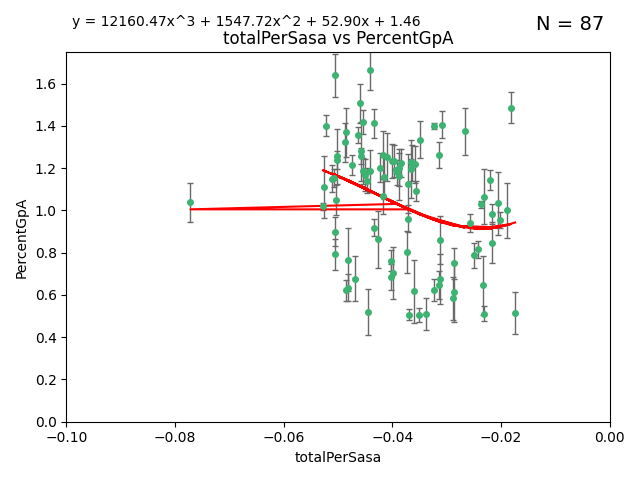 y = 12160.47x^3 + 1547.72x^2 + 52.90x + 1.46
N = 87
totalPerSasa vs PercentGpA
1.6
1.4
1.2
1.0
0.8
0.6
0.4
0.2
0.0
PercentGpA
−0.10 −0.08 −0.06 −0.04 −0.02 0.00
totalPerSasa